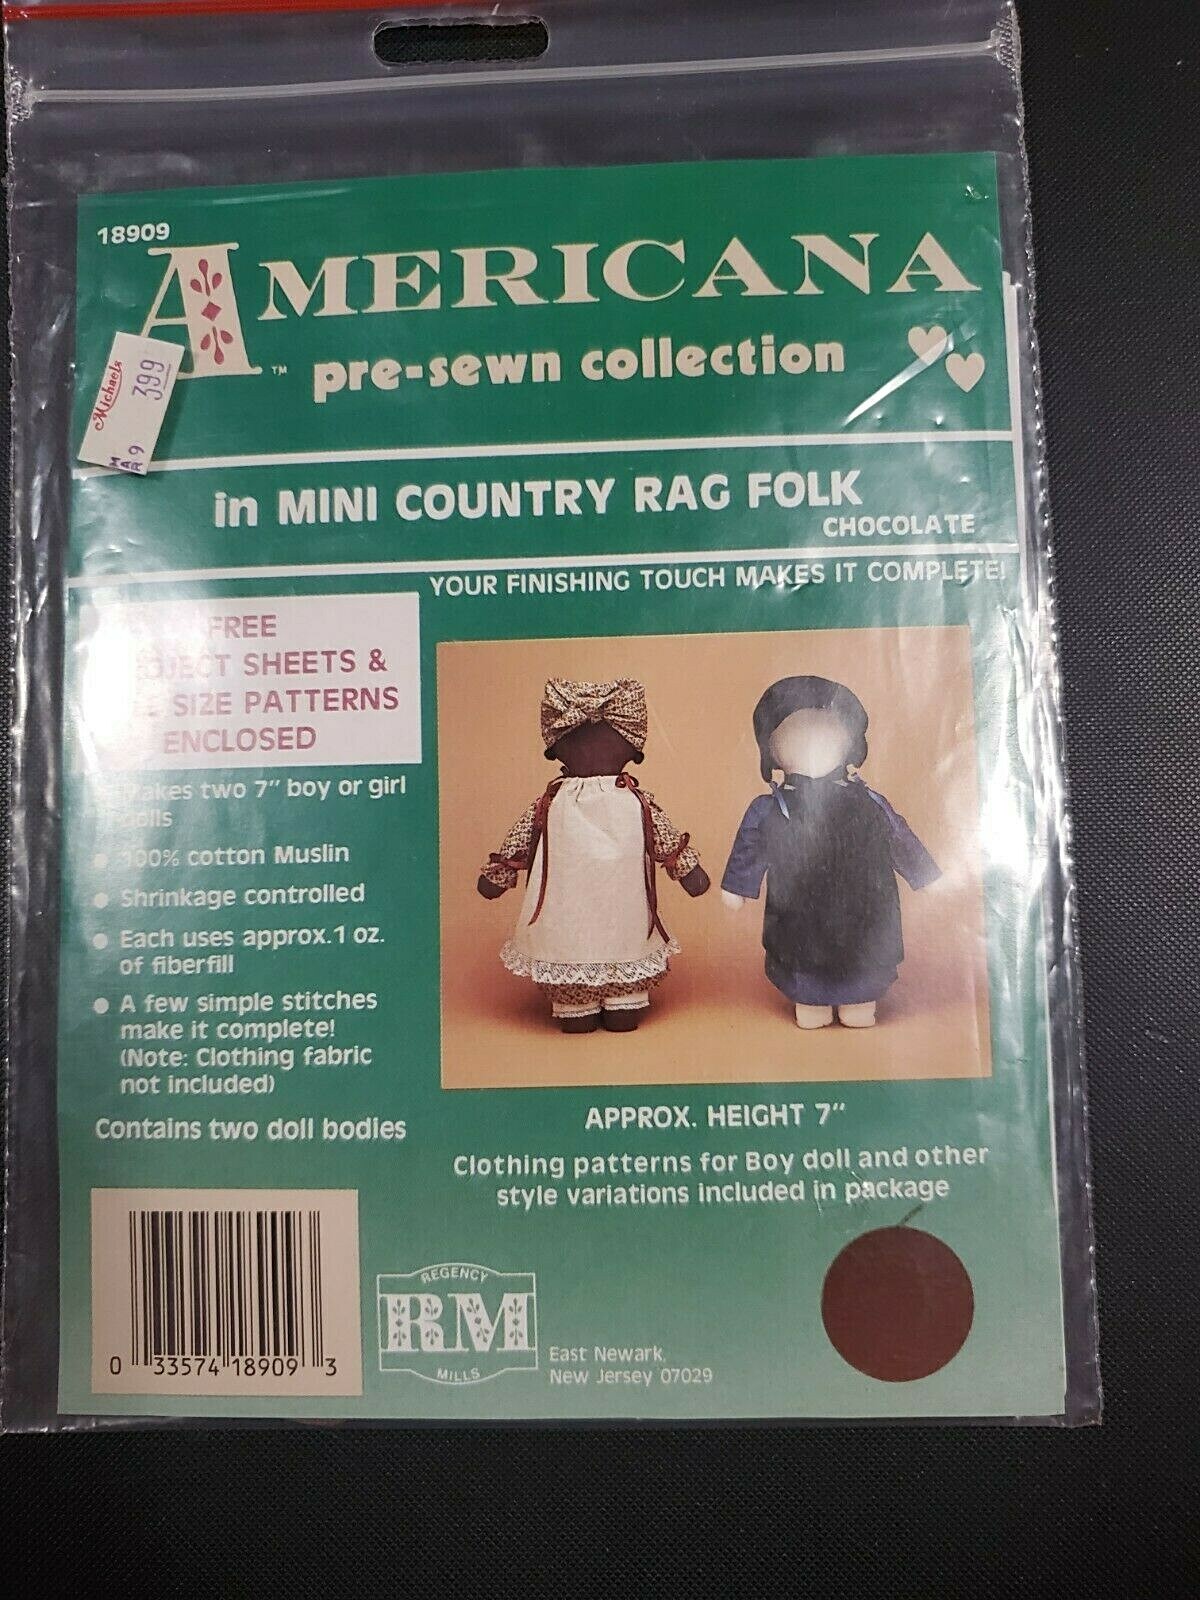 18909
AMERICANA
™ pre-sewn collection
Michaels
399
MAR 9
in MINI COUNTRY RAG FOLK
CHOCOLATE
YOUR FINISHING TOUCH MAKES IT COMPLETE!
FREE
SHEETS &
SIZE PATTERNS
ENCLOSED
two 7" boy or girl
100% cotton Muslin
● Shrinkage controlled
● Each uses approx. 1 oz.
of fiberfill
● A few simple stitches
make it complete!
(Note: Clothing fabric
not included)
Contains two doll bodies
APPROX. HEIGHT 7"
Clothing patterns for Boy doll and other
style variations included in package
0 33574 18909 3
REGENCY
RM
MILLS
East Newark,
New Jersey 07029